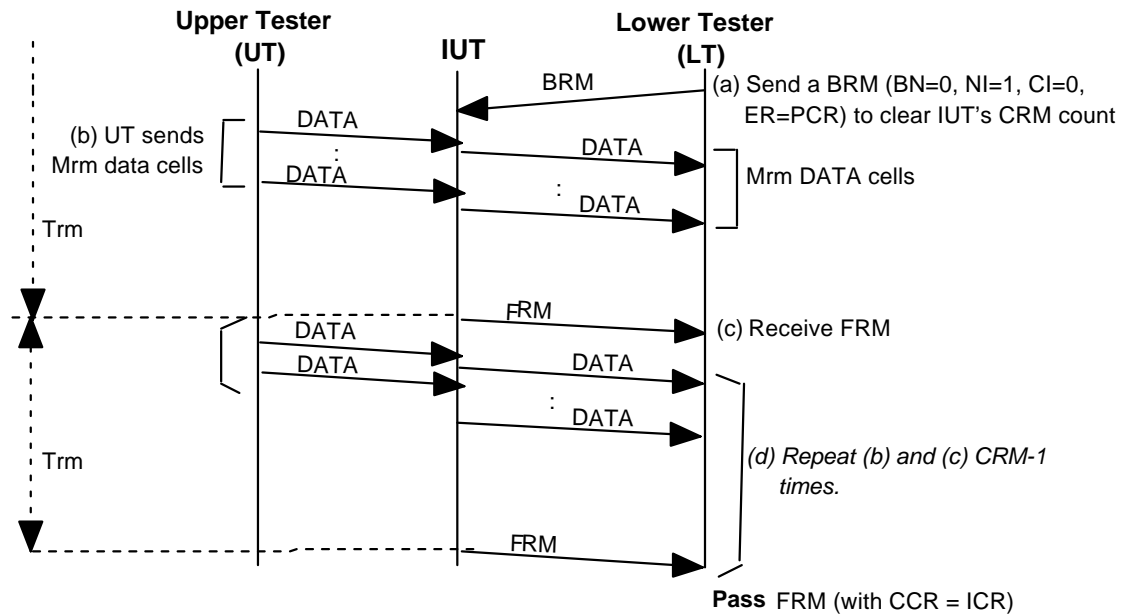 Upper Tester
(UT)
IUT
Lower Tester
(LT)
BRM
(a) Send a BRM (BN=0, NI=1, CI=0,
ER=PCR) to clear IUT's CRM count
(b) UT sends
Mrm data cells
DATA
:
DATA
DATA
:
DATA
Mrm DATA cells
Trm
FRM
(c) Receive FRM
DATA
DATA
DATA
:
DATA
Trm
(d) Repeat (b) and (c) CRM-1
times.
FRM
Pass FRM (with CCR = ICR)